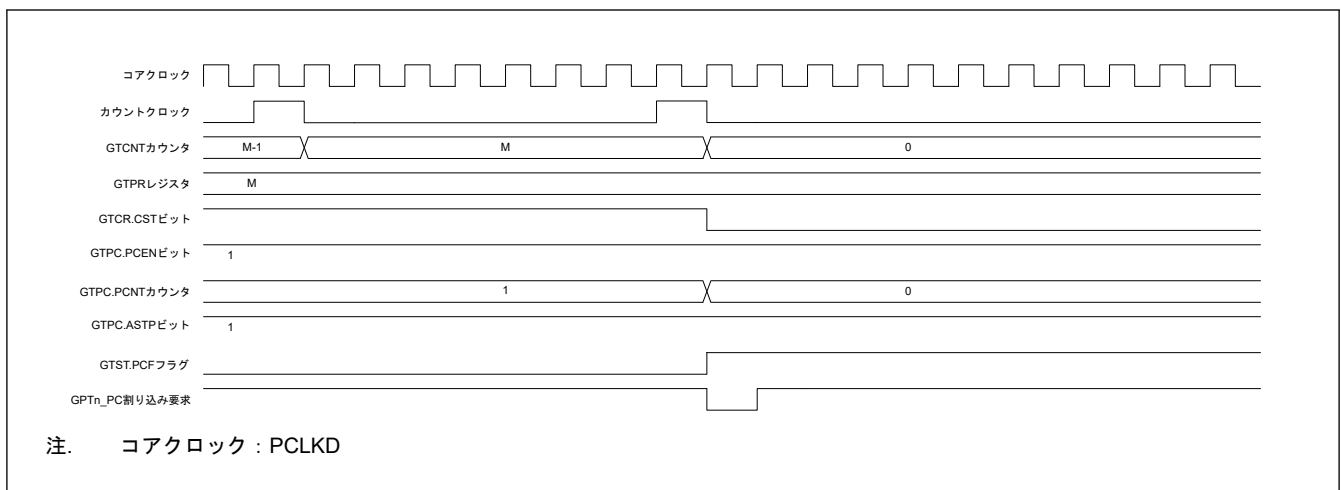 コアクロック
カウントクロック
GTCNTカウンタ M-1 M 0
GTPRレジスタ M
GTCR.CSTビット
GTPC.PCENビット 1
GTPC.PCNTカウンタ 1 0
GTPC.ASTPビット 1
GTST.PCFフラグ
GPTn_PC割り込み要求
注. コアクロック：PCLKD